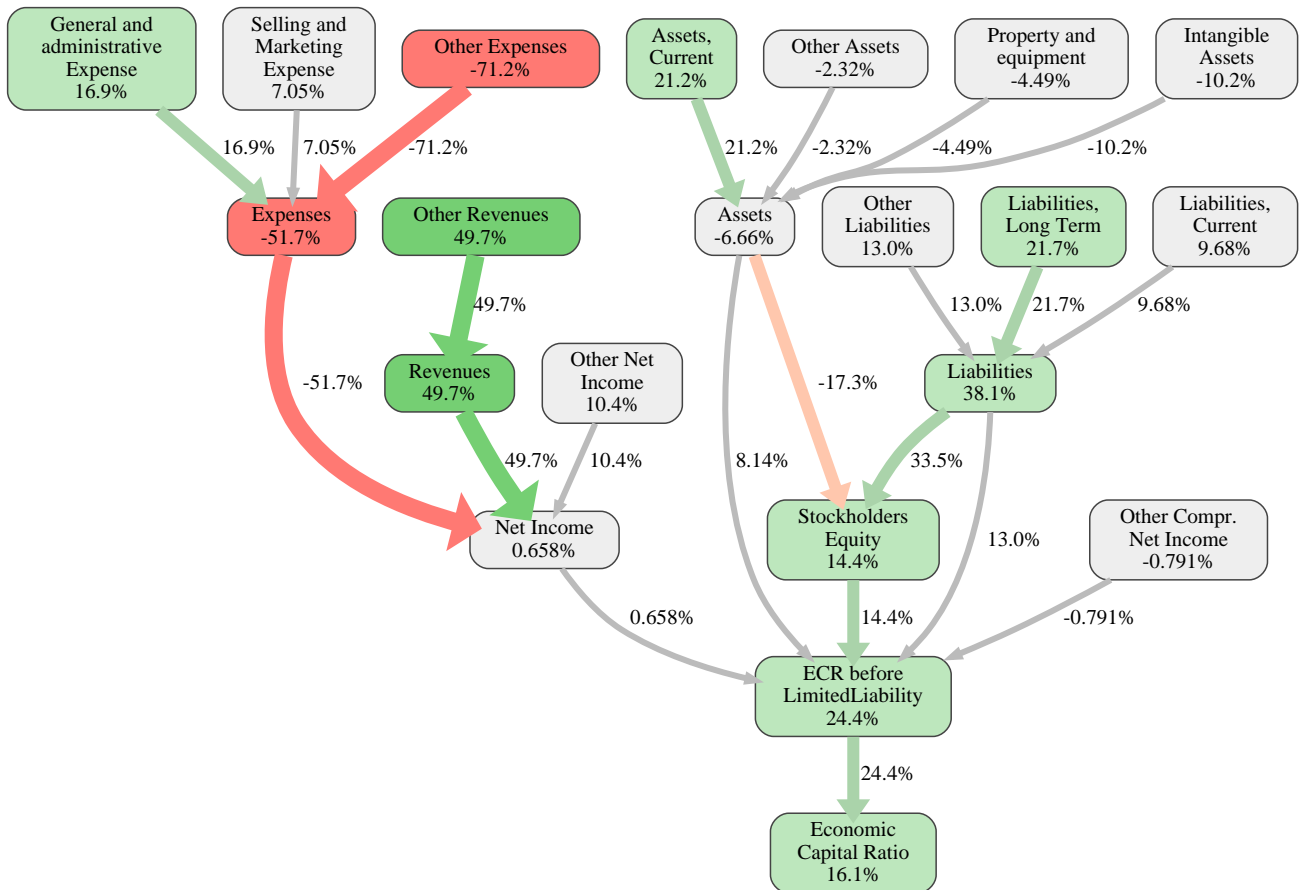 General and
administrative
Expense
16.9%
Selling and
Marketing
Expense
7.05%
Other Expenses
-71.2%
Assets,
Current
21.2%
Other Assets
-2.32%
Property and
equipment
-4.49%
Intangible
Assets
-10.2%
16.9%
7.05%
-71.2%
21.2%
-2.32%
-4.49%
-10.2%
Expenses
-51.7%
Other Revenues
49.7%
Assets
-6.66%
Other
Liabilities
13.0%
Liabilities,
Long Term
21.7%
Liabilities,
Current
9.68%
49.7%
13.0%
21.7%
9.68%
Revenues
49.7%
Other Net
Income
10.4%
Liabilities
38.1%
-51.7%
-17.3%
49.7%
10.4%
8.14%
33.5%
Net Income
0.658%
Stockholders
Equity
14.4%
13.0%
Other Compr.
Net Income
-0.791%
0.658%
14.4%
-0.791%
ECR before
LimitedLiability
24.4%
24.4%
Economic
Capital Ratio
16.1%